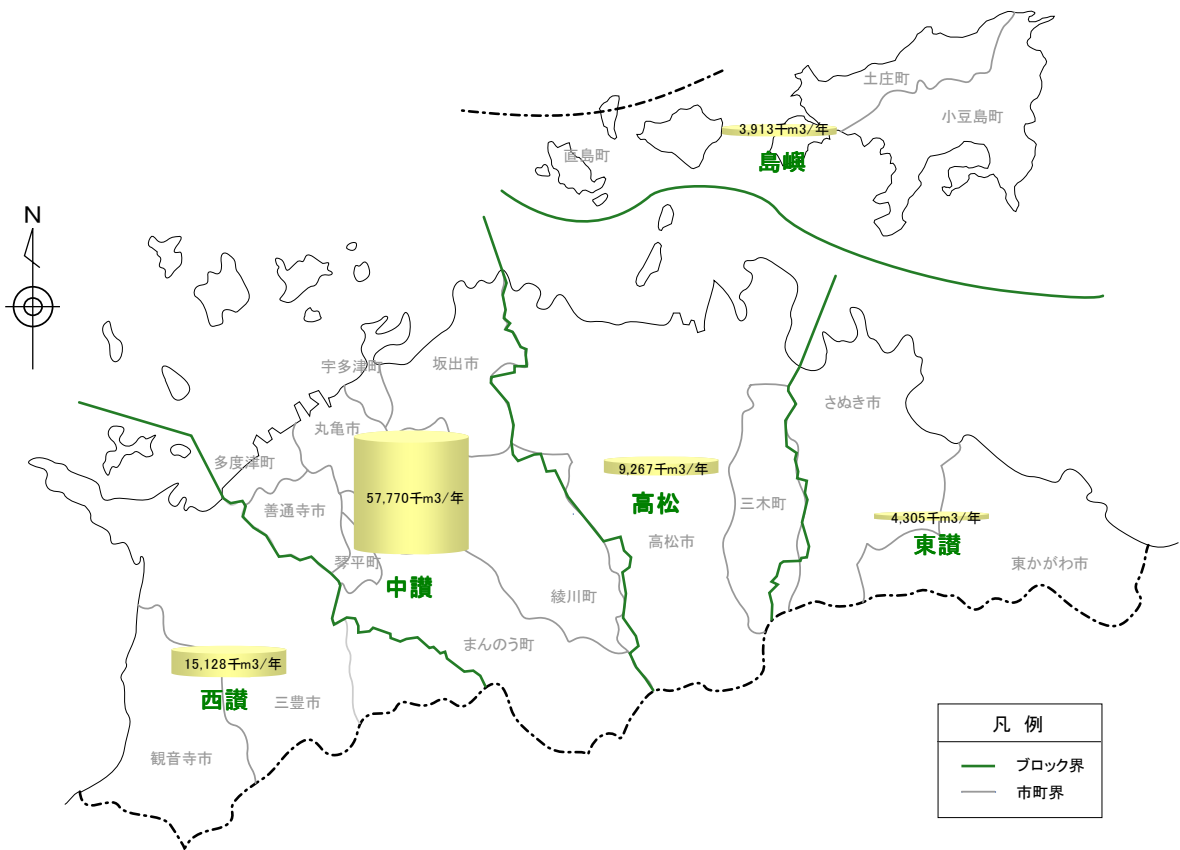 土庄町
小豆島町
3,913千m3/年
直島町
島嶼
N
宇多津町
坂出市
さぬき市
丸亀市
多度津町
9,267千m3/年
57,770千m3/年
善通寺市
高松
三木町
4,305千m3/年
高松市
東讃
琴平町
東かがわ市
中讃
綾川町
まんのう町
15,128千m3/年
西讃
三豊市
観音寺市
凡 例
ブロック界
市町界